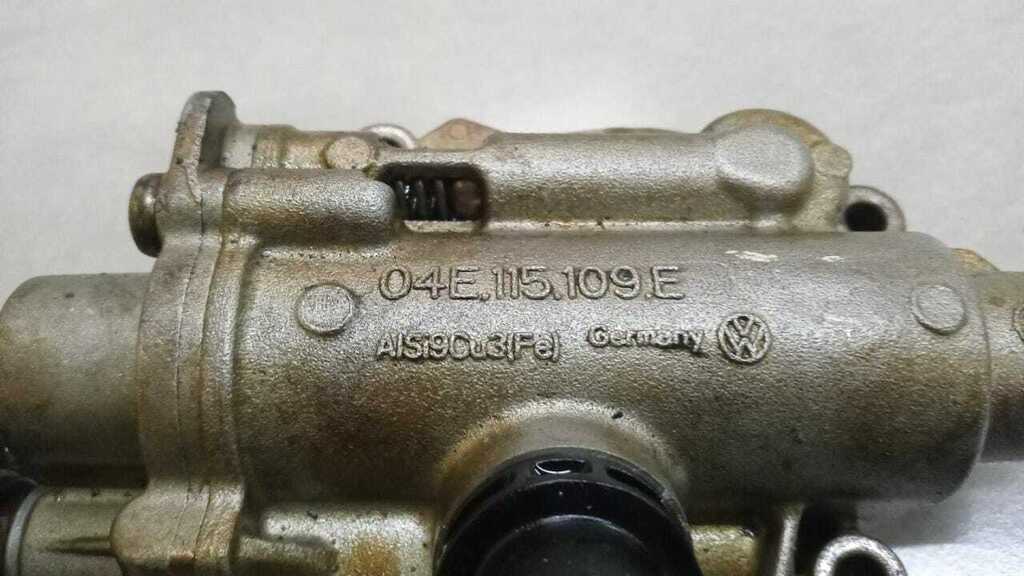 04E.115.109.E
AlSi9Cu3(Fe) Germany VW